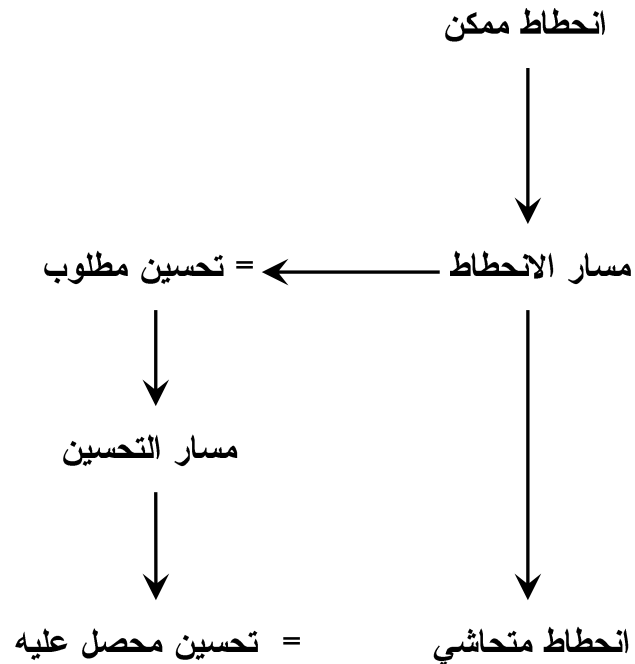 انحطاط ممكن
مسار الانحطاط = تحسين مطلوب
مسار التحسين
انحطاط متحاشي = تحسين محصل عليه